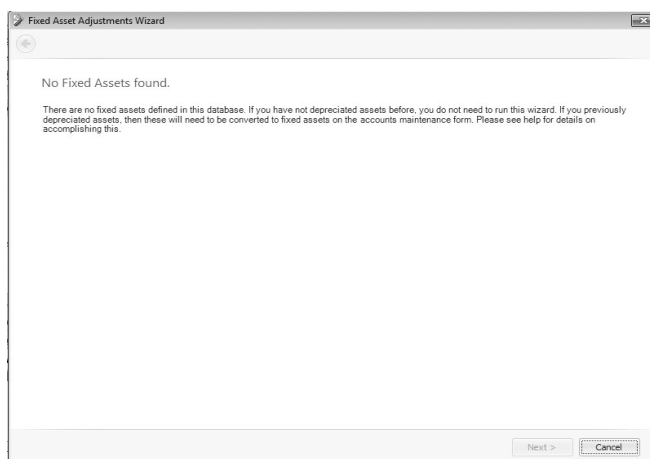 Fixed Asset Adjustments Wizard
No Fixed Assets found.
There are no fixed assets defined in this database. If you have not depreciated assets before, you do not need to run this wizard. If you previously
depreciated assets, then these will need to be converted to fixed assets on the accounts maintenance form. Please see help for details on
accomplishing this.
Next >
Cancel